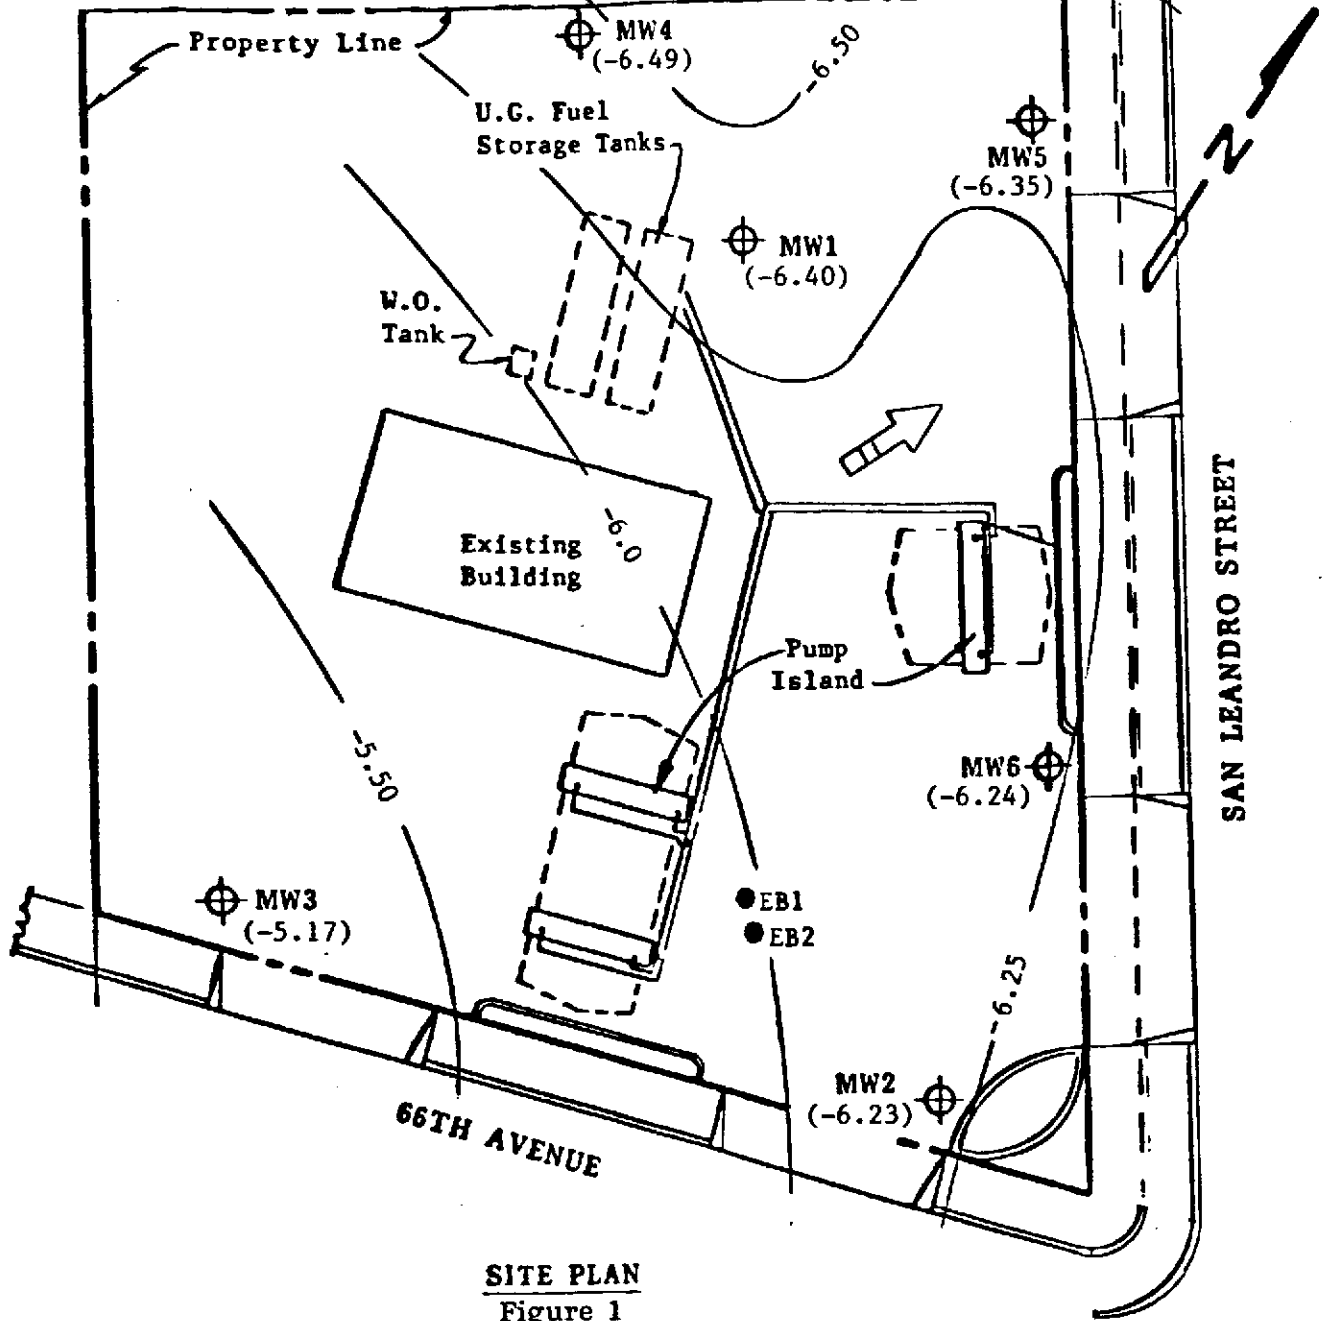 MW4
(-6.49)
-6.50
Property Line
U.G. Fuel
Storage Tanks
MW5
(-6.35)
N
MW1
(-6.40)
W.O.
Tank
-6.0
Existing
Building
SAN LEANDRO STREET
Pump
Island
-5.50
MW6
(-6.24)
MW3
(-5.17)
EB1
EB2
-6.25
MW2
(-6.23)
66TH AVENUE
SITE PLAN
Figure 1